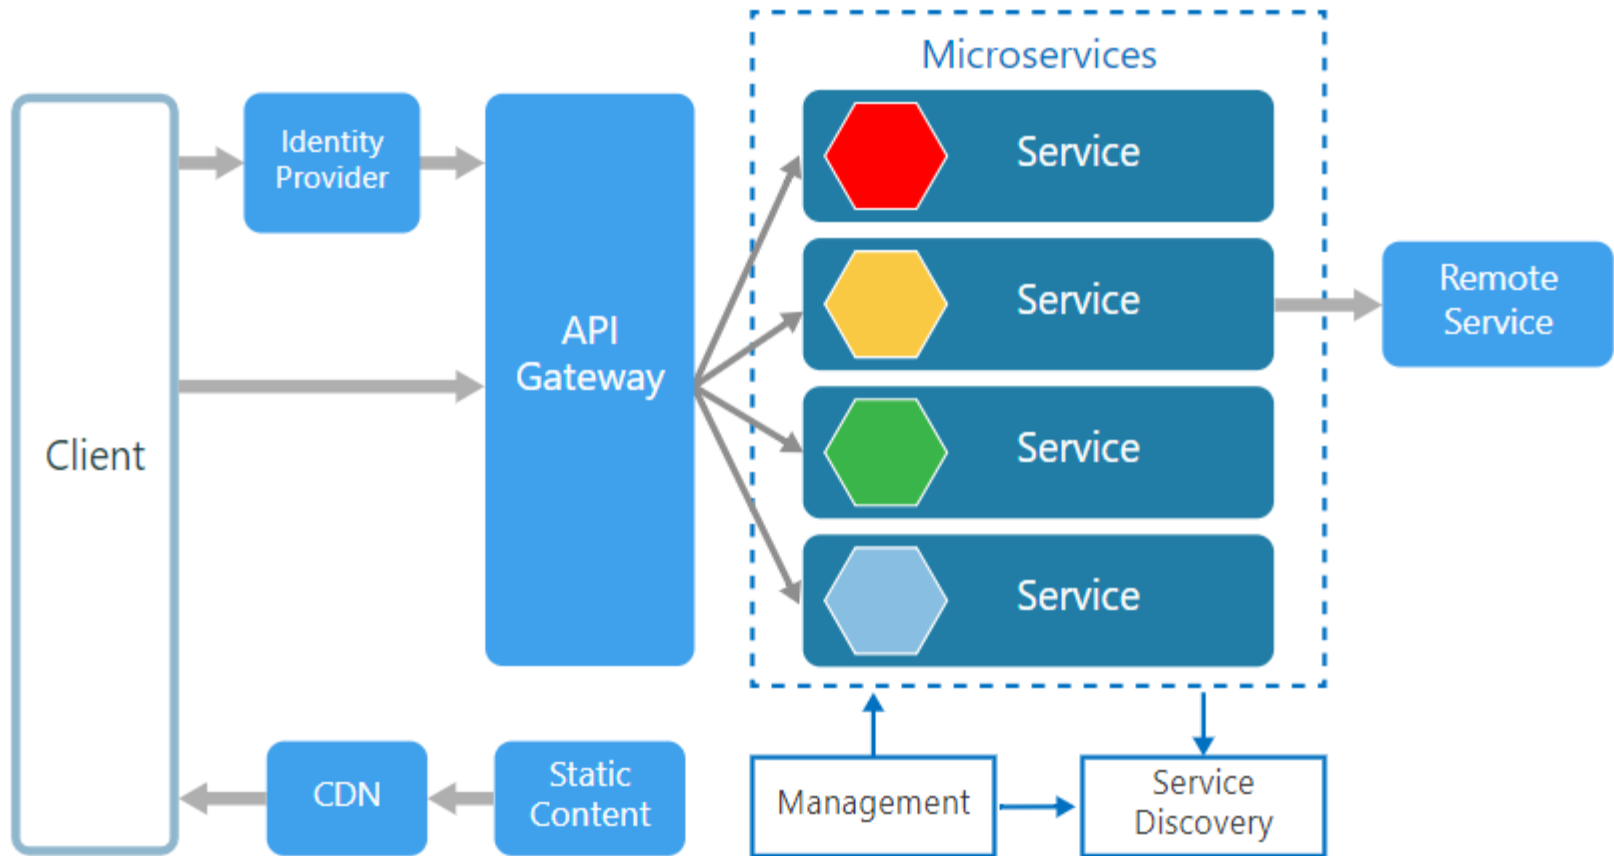 Microservices
Client
Identity
Provider
API
Gateway
Service
Service
Service
Service
Remote
Service
CDN
Static
Content
Management
Service
Discovery